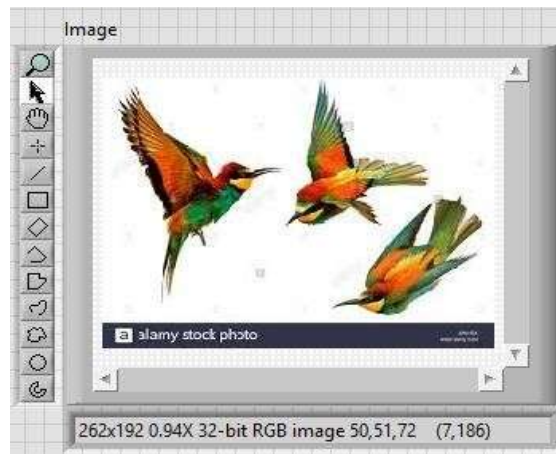 Image
a alamy stock photo
262x192 0.94X 32-bit RGB image 50,51,72 (7,186)